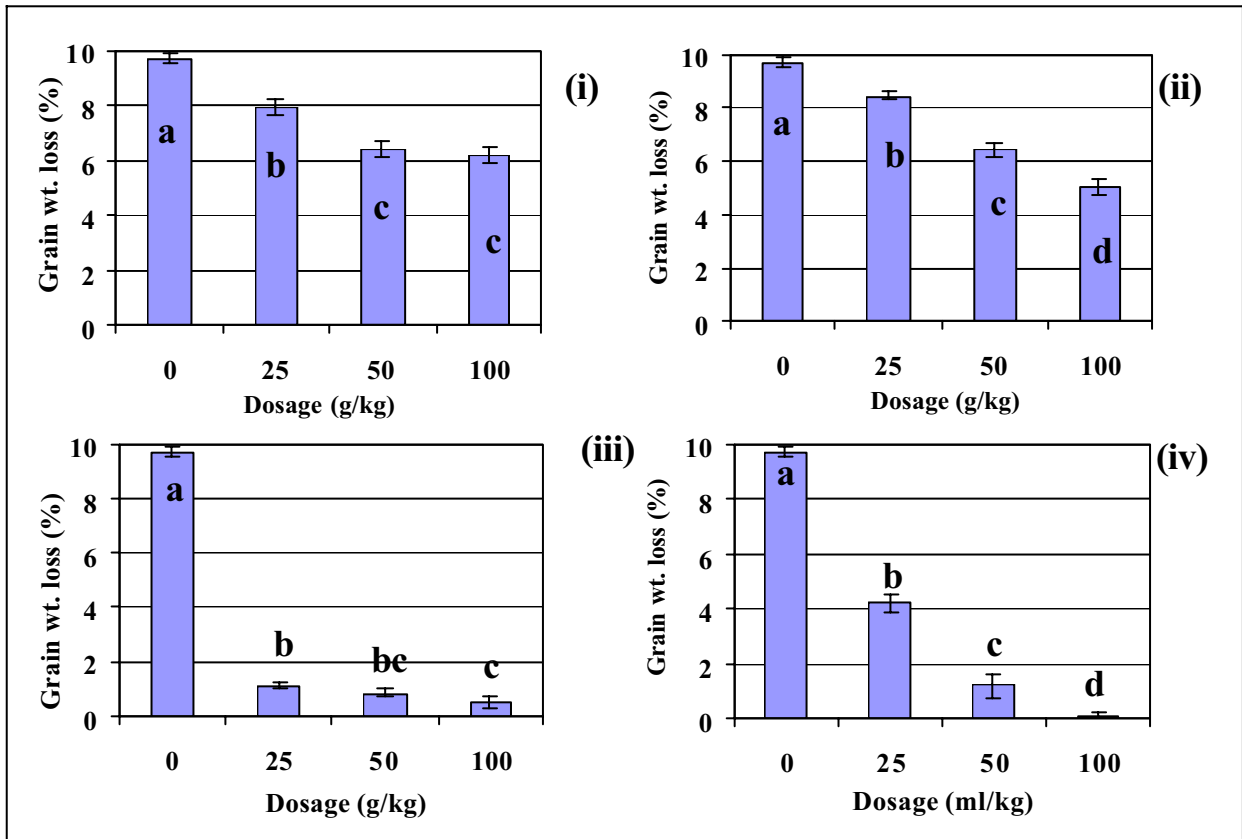 (i)
Grain wt. loss (%)
10
8
6
4
2
0
a
b
c
c
0 25 50 100
Dosage (g/kg)
(ii)
Grain wt. loss (%)
10
8
6
4
2
0
a
b
c
d
0 25 50 100
Dosage (g/kg)
(iii)
Grain wt. loss (%)
10
8
6
4
2
0
a
b
bc
c
0 25 50 100
Dosage (g/kg)
(iv)
Grain wt. loss (%)
10
8
6
4
2
0
a
b
c
d
0 25 50 100
Dosage (ml/kg)